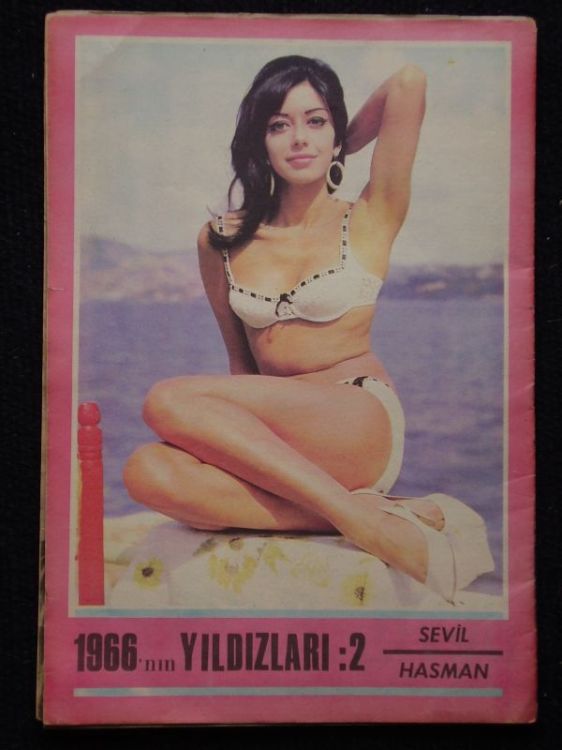 1966'nın YILDIZLARI :2
SEVİL
HASMAN